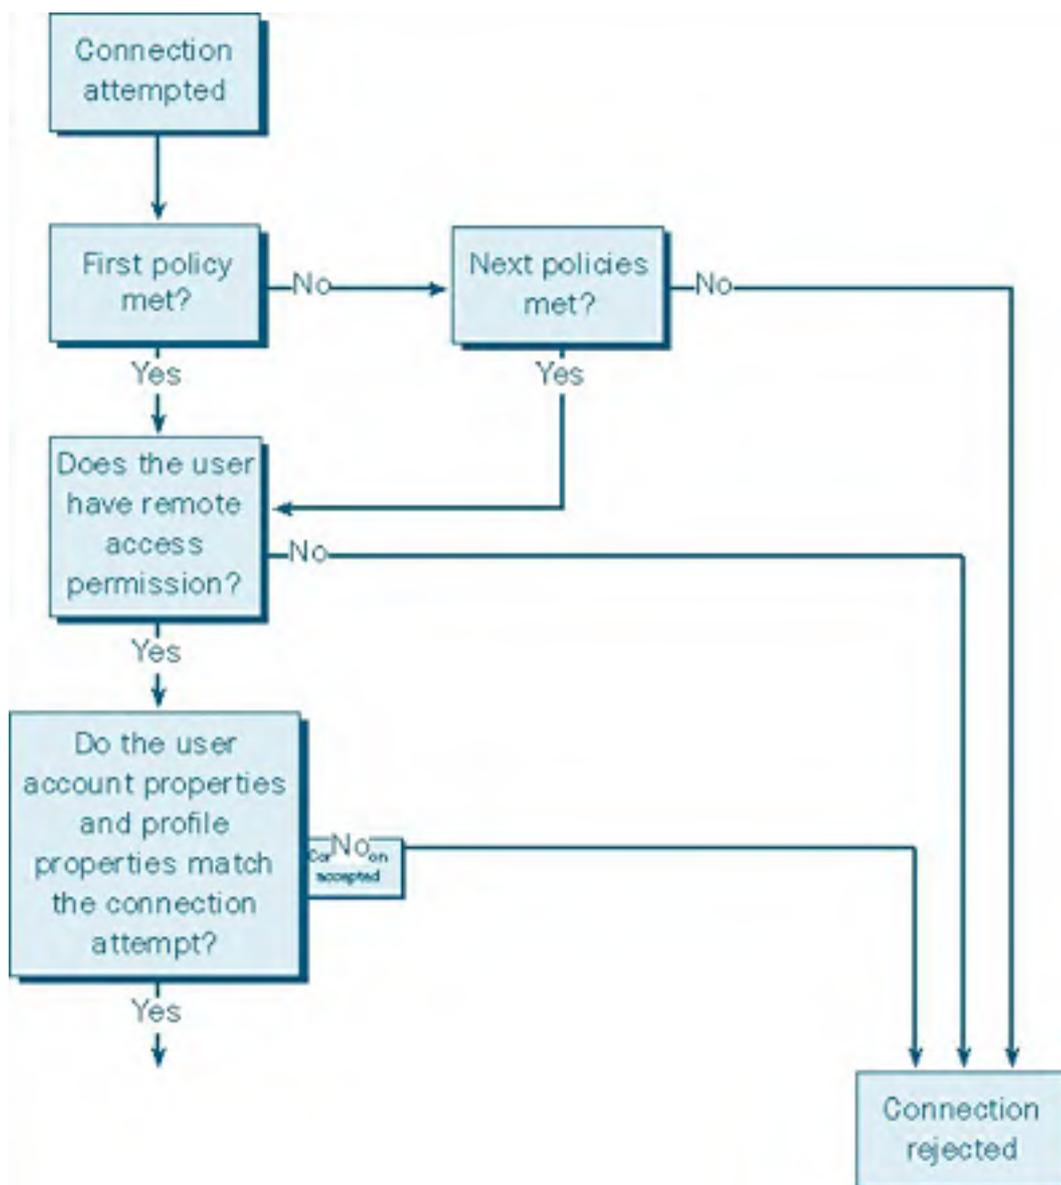 Connection
attempted
First policy
met?
No
Next policies
met?
No
Yes
Yes
Does the user
have remote
access
permission?
No
Yes
Do the user
account properties
and profile
properties match
the connection
attempt?
No
accepted
Yes
Connection
rejected